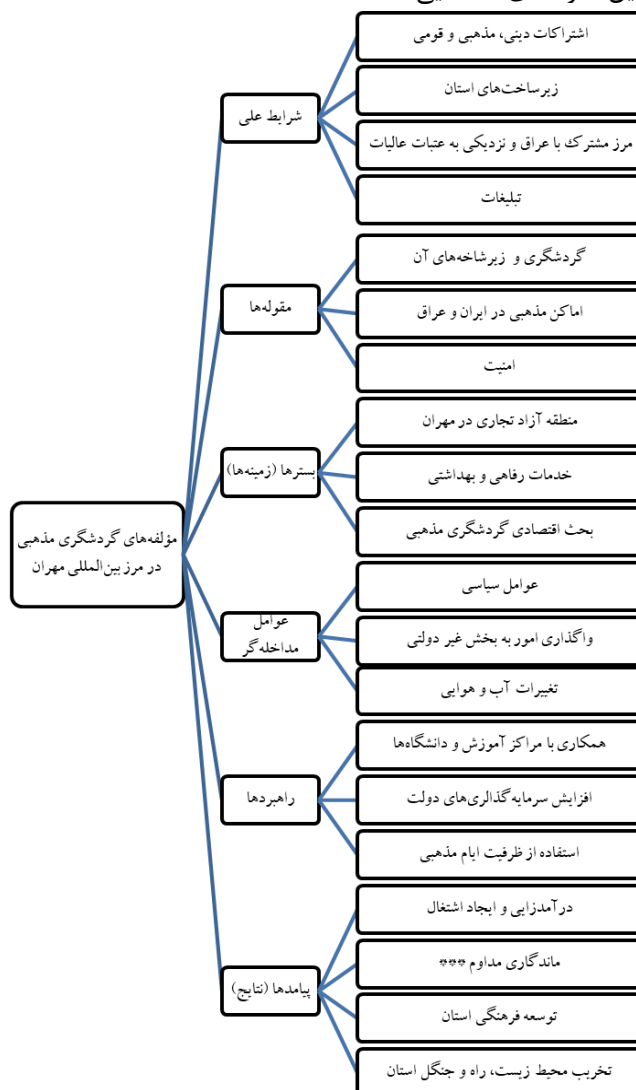 اشتراکات دینی، مذهبی و قومی
زیرساخت‌های استان
مرز مشترک با عراق و نزدیکی به عتبات عالیات
تبلیغات
شرایط علی
گردشگری و زیرشاخه‌های آن
اماکن مذهبی در ایران و عراق
امنیت
مقوله‌ها
منطقه آزاد تجاری در مهران
خدمات رفاهی و بهداشتی
بحث اقتصادی گردشگری مذهبی
بسترها (زمینه‌ها)
مؤلفه‌های گردشگری مذهبی
در مرز بین‌المللی مهران
عوامل سیاسی
واگذاری امور به بخش غیر دولتی
تغییرات آب و هوایی
عوامل
مداخله‌گر
همکاری با مراکز آموزش و دانشگاه‌ها
افزایش سرمایه‌گذالری‌های دولت
استفاده از ظرفیت ایام مذهبی
راهبردها
درآمدزایی و ایجاد اشتغال
ماندگاری مداوم ***
توسعه فرهنگی استان
تخریب محیط زیست، راه و جنگل استان
پیامدها (نتایج)